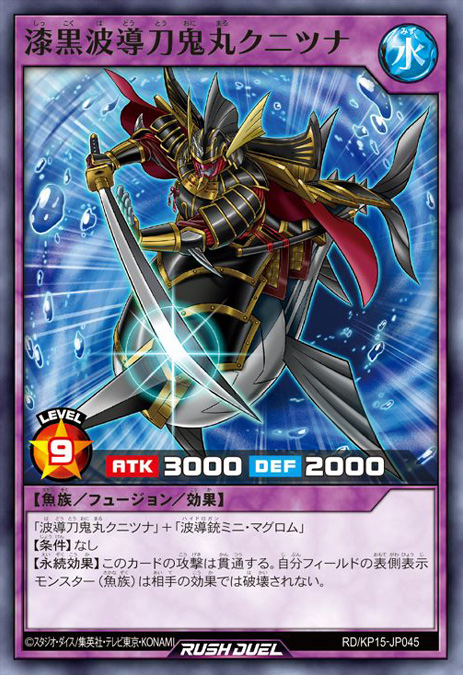 漆黒波導刀鬼丸クニツナ
水
LEVEL
9
ATK 3000 DEF 2000
【魚族／フュージョン／効果】
「波導刀鬼丸クニツナ」+「波導銃ミニ・マグロム」
【条件】なし
【永続効果】このカードの攻撃は貫通する。自分フィールドの表側表示
モンスター（魚族）は相手の効果では破壊されない。
©スタジオ・ダイス/集英社・テレビ東京・KONAMI
RUSH DUEL
RD/KP15-JP045